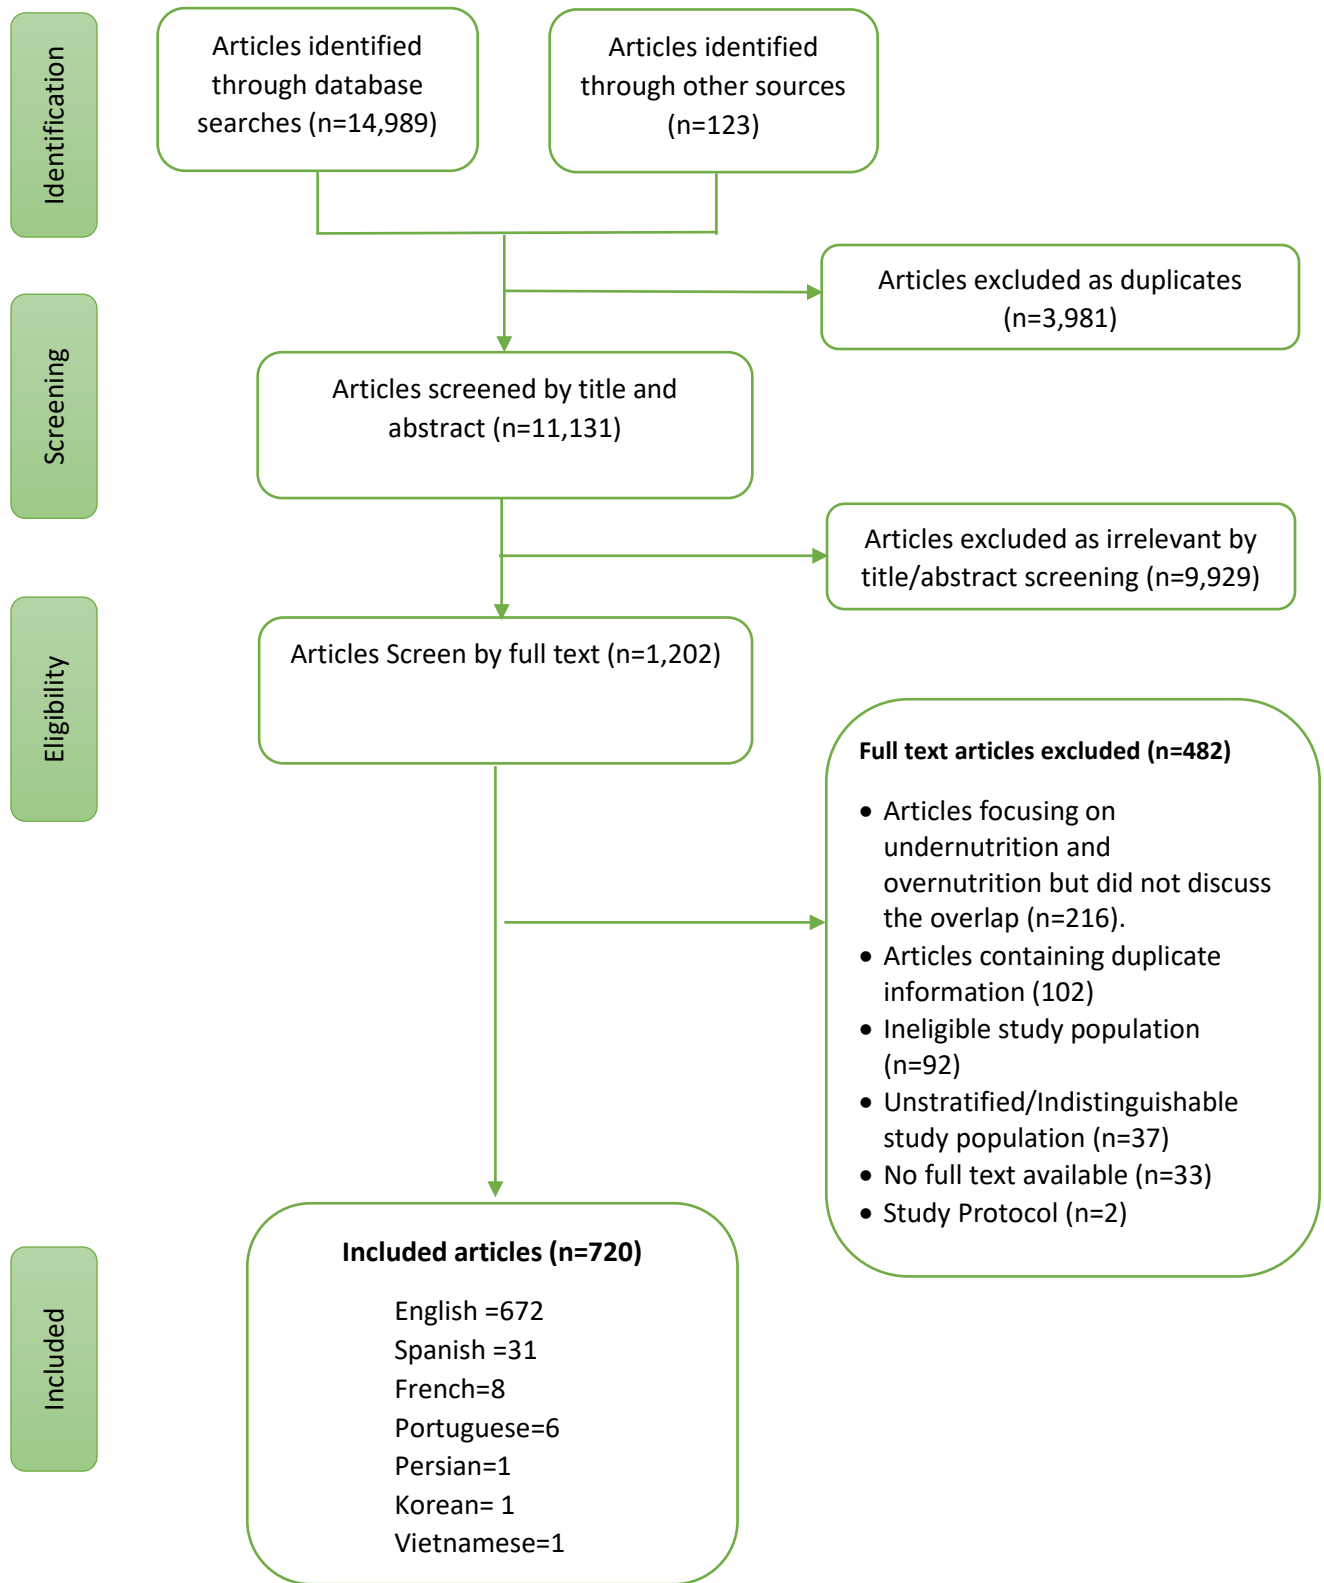 Identification
Articles identified
through database
searches (n=14,989)
Articles identified
through other sources
(n=123)
Articles excluded as duplicates
(n=3,981)
Screening
Articles screened by title and
abstract (n=11,131)
Articles excluded as irrelevant by
title/abstract screening (n=9,929)
Eligibility
Articles Screen by full text (n=1,202)
Full text articles excluded (n=482)
• Articles focusing on
undernutrition and
overnutrition but did not discuss
the overlap (n=216).
• Articles containing duplicate
information (102)
• Ineligible study population
(n=92)
• Unstratified/Indistinguishable
study population (n=37)
• No full text available (n=33)
• Study Protocol (n=2)
Included
Included articles (n=720)
English =672
Spanish =31
French=8
Portuguese=6
Persian=1
Korean= 1
Vietnamese=1